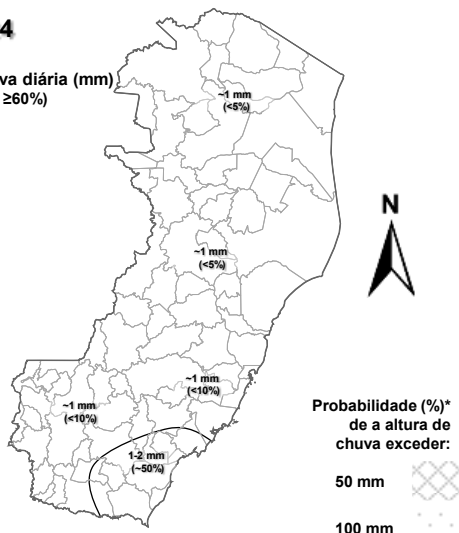 4
va diária (mm)
≥60%)
~1 mm
(<5%)
~1 mm
(<5%)
N
~1 mm
(<10%)
~1 mm
(<10%)
1-2 mm
(~50%)
Probabilidade (%)*
de a altura de
chuva exceder:
50 mm
100 mm